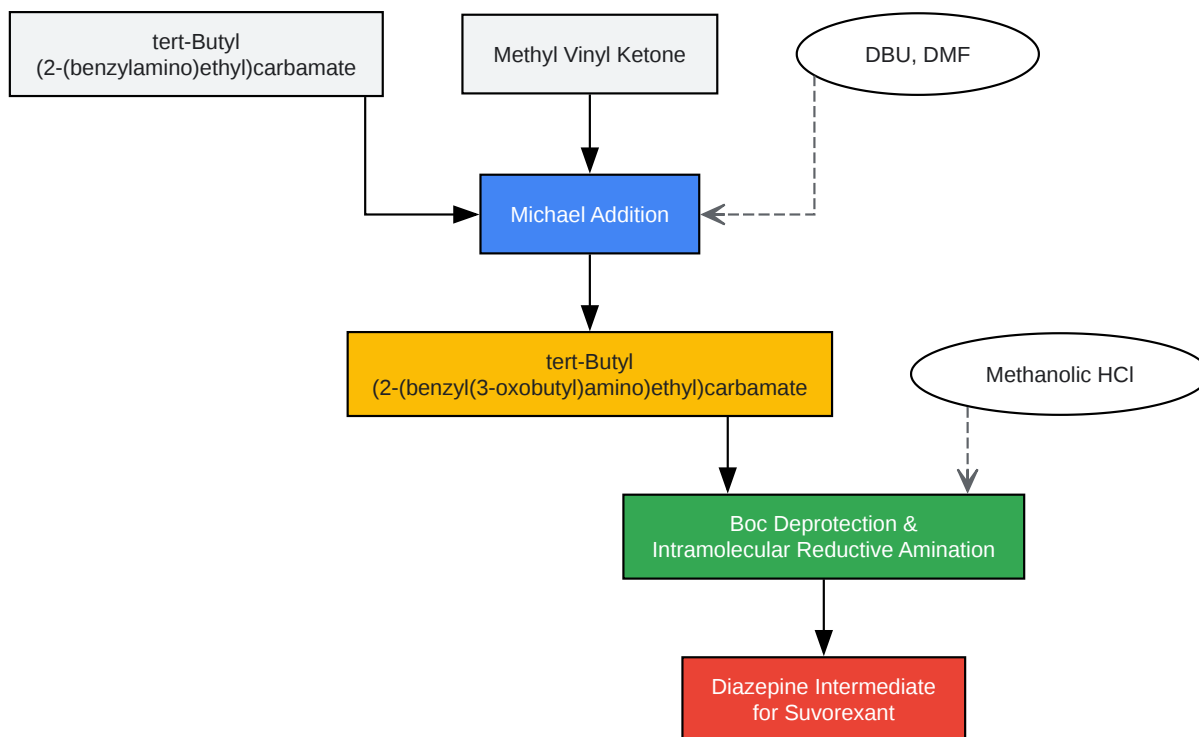 tert-Butyl
(2-(benzylamino)ethyl)carbamate
Methyl Vinyl Ketone
DBU, DMF
Michael Addition
tert-Butyl
(2-(benzyl(3-oxobutyl)amino)ethyl)carbamate
Methanolic HCl
Boc Deprotection &
Intramolecular Reductive Amination
Diazepine Intermediate
for Suvorexant